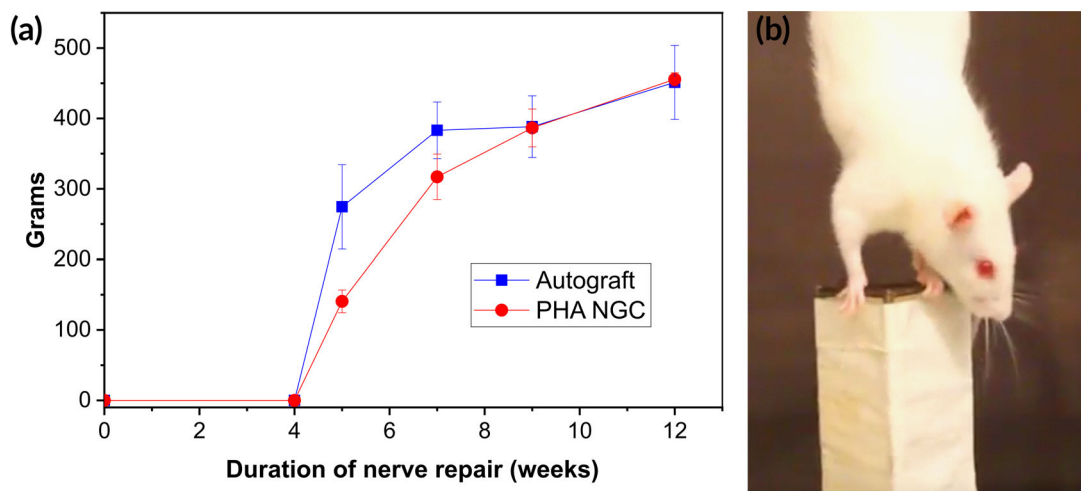 (a)
(b)
500
400
300
200
100
0
Grams
Autograft
PHA NGC
0 2 4 6 8 10 12
Duration of nerve repair (weeks)